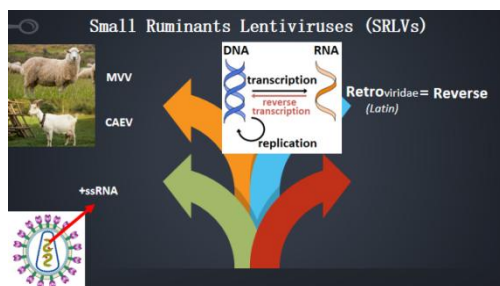 Small Ruminants Lentiviruses (SRLVs)
MVV
CAEV
+ssRNA
DNA RNA
transcription
reverse
transcription
replication
Retroviridae= Reverse
(Latin)